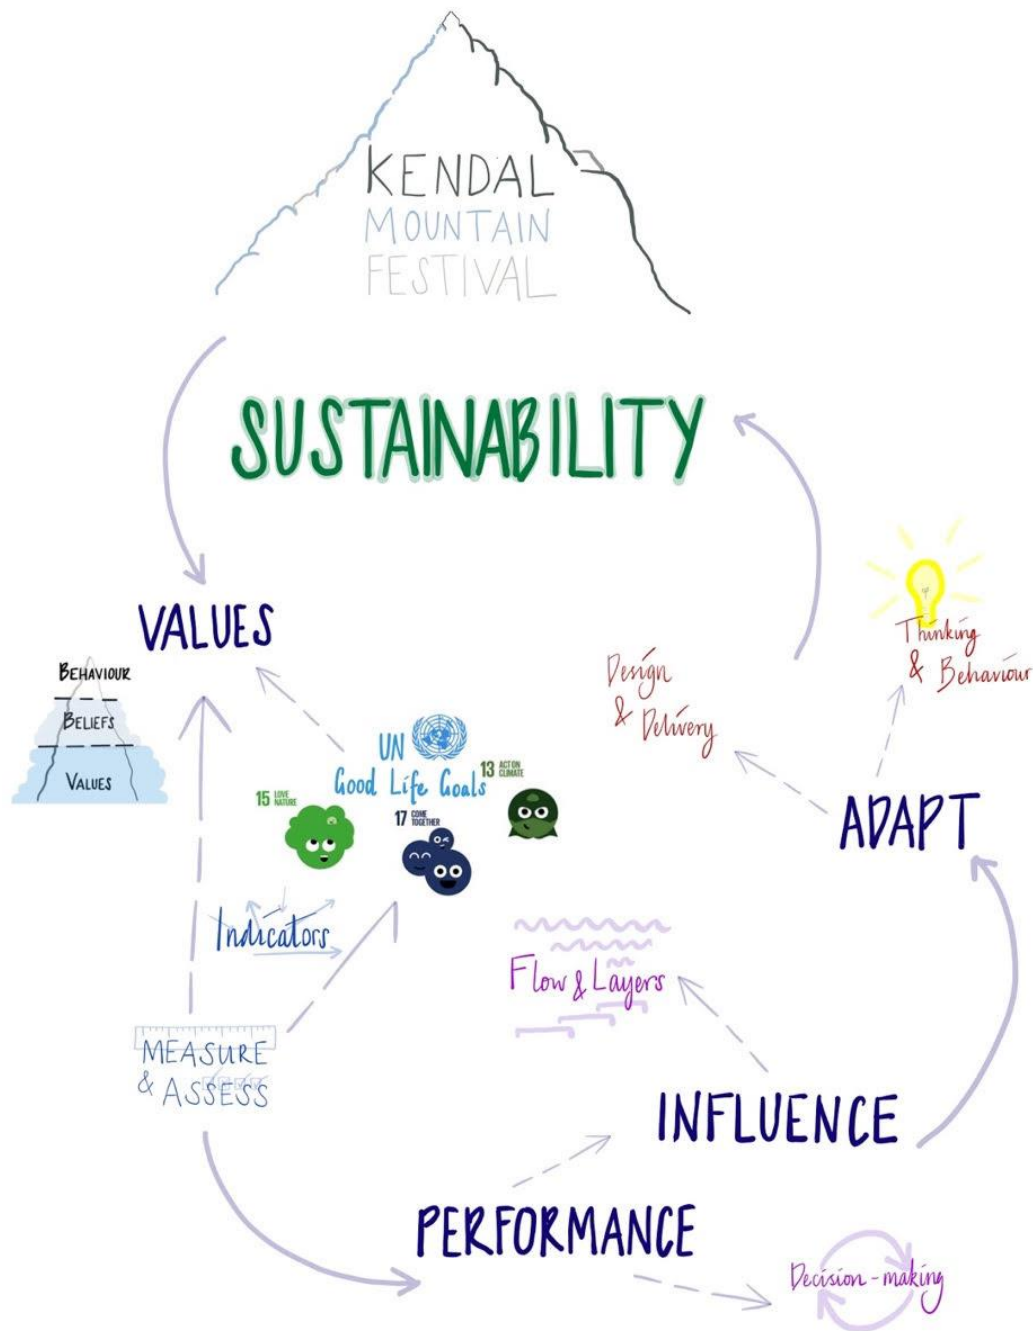 KENDAL
MOUNTAIN
FESTIVAL
SUSTAINABILITY
VALUES
BEHAVIOUR
BELIEFS
VALUES
UN
Good Life Goals
15 LOVE
NATURE
17 COME
TOGETHER
13 ACT ON
CLIMATE
Indicators
MEASURE
& ASSESS
PERFORMANCE
Decision-making
INFLUENCE
Flow & Layers
ADAPT
Design
& Delivery
Thinking
& Behaviour